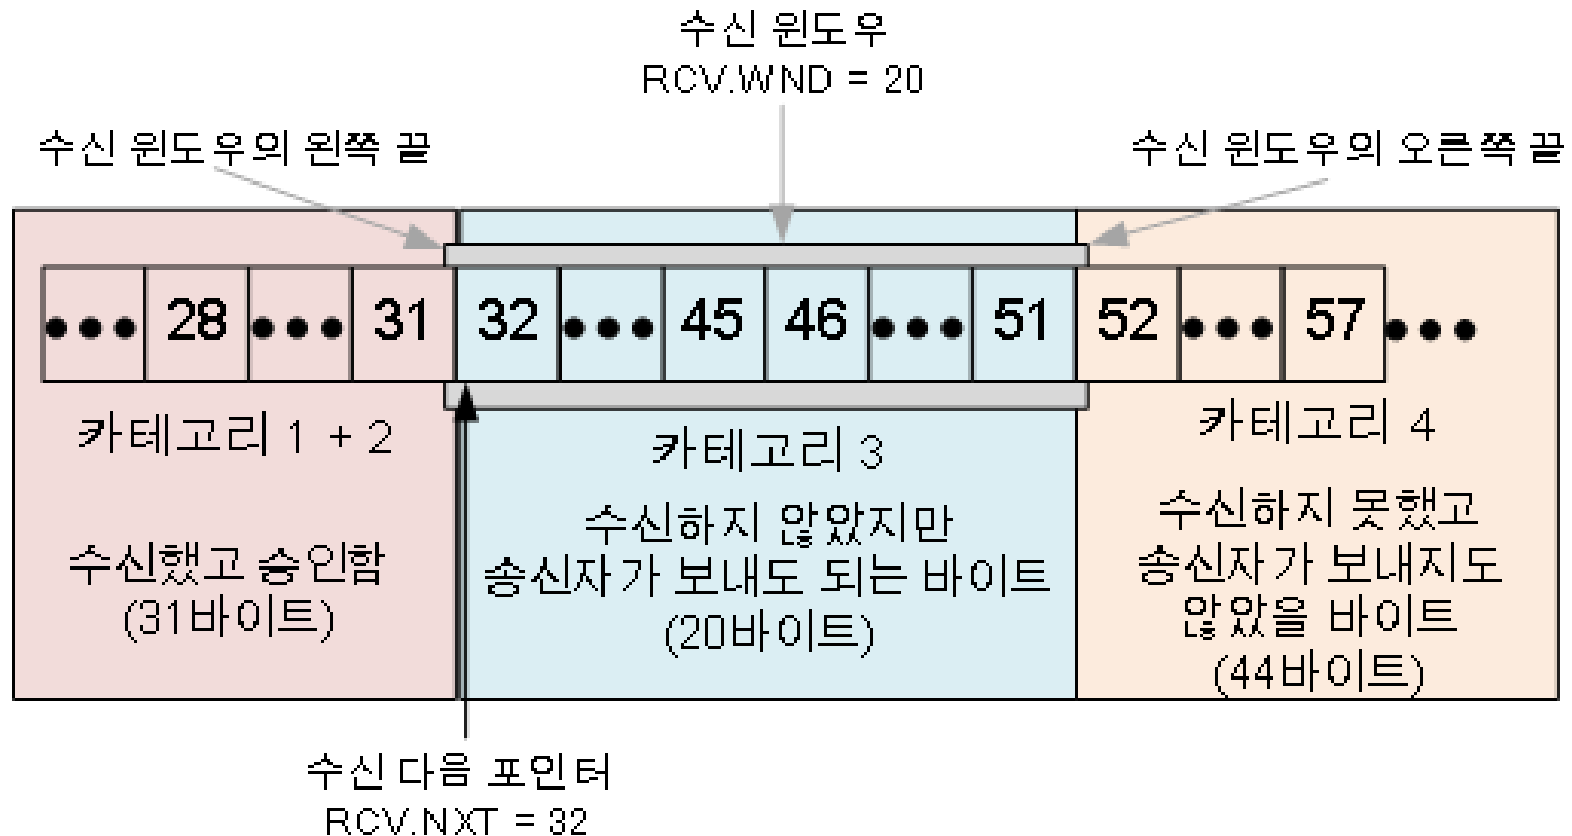 수신 윈도우
RCV.WND = 20
수신 윈도우의 왼쪽 끝
수신 윈도우의 오른쪽 끝
••• 28 ••• 31 32 ••• 45 46 ••• 51 52 ••• 57 •••
카테고리 1 + 2
수신했고 승인함
(31바이트)
카테고리 3
수신하지 않았지만
송신자가 보내도 되는 바이트
(20바이트)
카테고리 4
수신하지 못했고
송신자가 보내지도
않았을 바이트
(44바이트)
수신 다음 포인터
RCV.NXT = 32